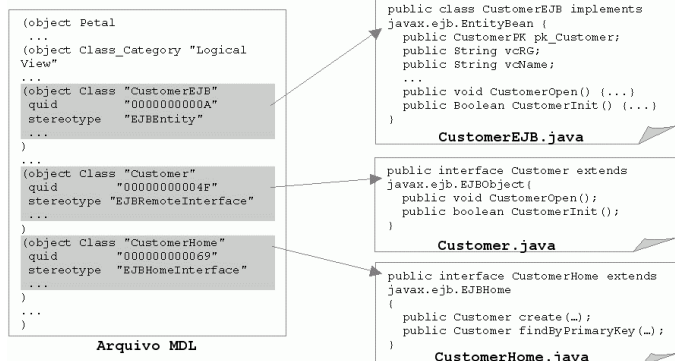 (object Petal
...
(object Class_Category "Logical
View"
...
(object Class "CustomerEJB"
quid "0000000000A"
stereotype "EJBEntity"
...
)
...
(object Class "Customer"
quid "00000000004F"
stereotype "EJBRemoteInterface"
...
)
(object Class "CustomerHome"
quid "000000000069"
stereotype "EJBHomeInterface"
...
)
...
)
Arquivo MDL
public class CustomerEJB implements
javax.ejb.EntityBean {
public CustomerPK pk_Customer;
public String vcRG;
public String vcName;
...
public void CustomerOpen() {...}
public Boolean CustomerInit() {...}
}
CustomerEJB.java
public interface Customer extends
javax.ejb.EJBObject{
public void CustomerOpen();
public boolean CustomerInit();
}
Customer.java
public interface CustomerHome extends
javax.ejb.EJBHome
{
public Customer create(…);
public Customer findByPrimaryKey(…);
}
CustomerHome.java